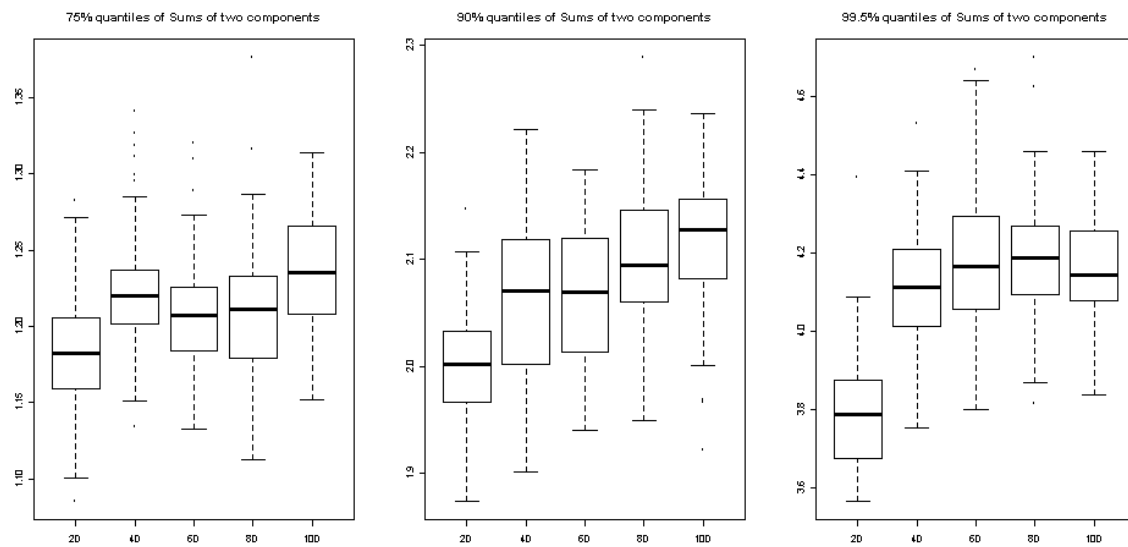 75% quantiles of Sums of two components
90% quantiles of Sums of two components
99.5% quantiles of Sums of two components
1.35
1.30
1.25
1.20
1.15
1.10
20 40 60 80 100
2.3
2.2
2.1
2.0
1.9
20 40 60 80 100
4.6
4.4
4.2
4.0
3.8
3.6
20 40 60 80 100